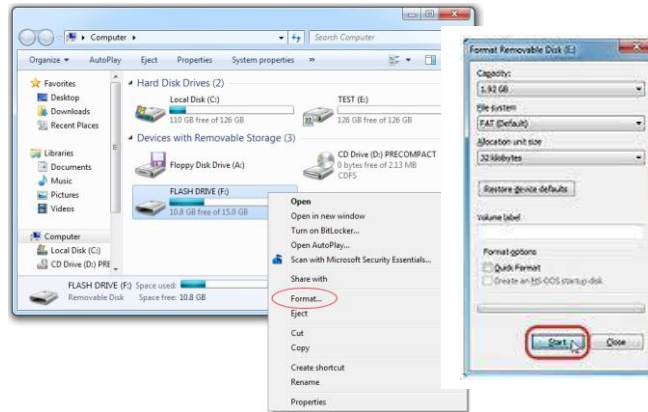 Computer
Search Computer
Organize AutoPlay Eject Properties System properties »
Favorites
Desktop
Downloads
Recent Places
Libraries
Documents
Music
Pictures
Videos
Computer
Local Disk (C:)
CD Drive (D:) PRE
Hard Disk Drives (2)
Local Disk (C:)
110 GB free of 126 GB
TEST (E:)
126 GB free of 126 GB
Devices with Removable Storage (3)
Floppy Disk Drive (A:)
CD Drive (D:) PRECOMPACT
0 bytes free of 2.13 MB
CDFS
FLASH DRIVE (F:)
10.8 GB free of 15.0 GB
FLASH DRIVE (F:) Space used:
Removable Disk Space free: 10.8 GB
Open
Open in new window
Turn on BitLocker...
Open AutoPlay...
Scan with Microsoft Security Essentials...
Share with
Format...
Eject
Cut
Copy
Create shortcut
Rename
Properties
Format Removable Disk (E:)
Capacity:
1.92 GB
File system
FAT (Default)
Allocation unit size
32 kilobytes
Restore device defaults
Volume label
Format options
Quick Format
Create an MS-DOS startup disk
Start
Close